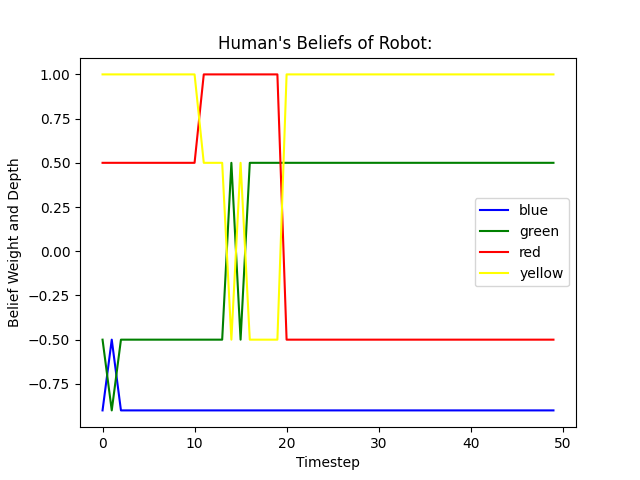 Human's Beliefs of Robot:
Belief Weight and Depth
1.00
0.75
0.50
0.25
0.00
−0.25
−0.50
−0.75
blue
green
red
yellow
0 10 20 30 40 50
Timestep